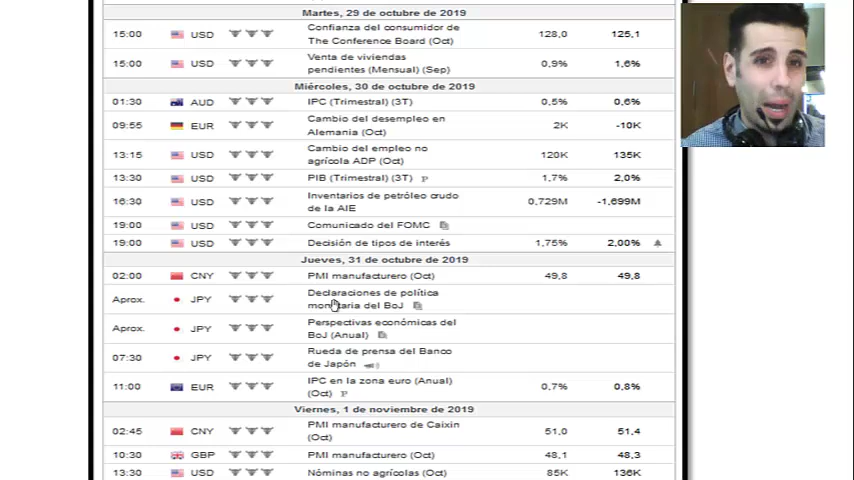 Martes, 29 de octubre de 2019
15:00 USD Confianza del consumidor de The Conference Board (Oct) 128,0 125,1
15:00 USD Venta de viviendas pendientes (Mensual) (Sep) 0,9% 1,6%
Miércoles, 30 de octubre de 2019
01:30 AUD IPC (Trimestral) (3T) 0,5% 0,6%
09:55 EUR Cambio del desempleo en Alemania (Oct) 2K -10K
13:15 USD Cambio del empleo no agrícola ADP (Oct) 120K 135K
13:30 USD PIB (Trimestral) (3T) P 1,7% 2,0%
16:30 USD Inventarios de petróleo crudo de la AIE 0,729M -1,699M
19:00 USD Comunicado del FOMC
19:00 USD Decisión de tipos de interés 1,75% 2,00%
Jueves, 31 de octubre de 2019
02:00 CNY PMI manufacturero (Oct) 49,8 49,8
Aprox. JPY Declaraciones de política monetaria del BoJ
Aprox. JPY Perspectivas económicas del BoJ (Anual)
07:30 JPY Rueda de prensa del Banco de Japón
11:00 EUR IPC en la zona euro (Anual) (Oct) P 0,7% 0,8%
Viernes, 1 de noviembre de 2019
02:45 CNY PMI manufacturero de Caixin (Oct) 51,0 51,4
10:30 GBP PMI manufacturero (Oct) 48,1 48,3
13:30 USD Nóminas no agrícolas (Oct) 85K 136K